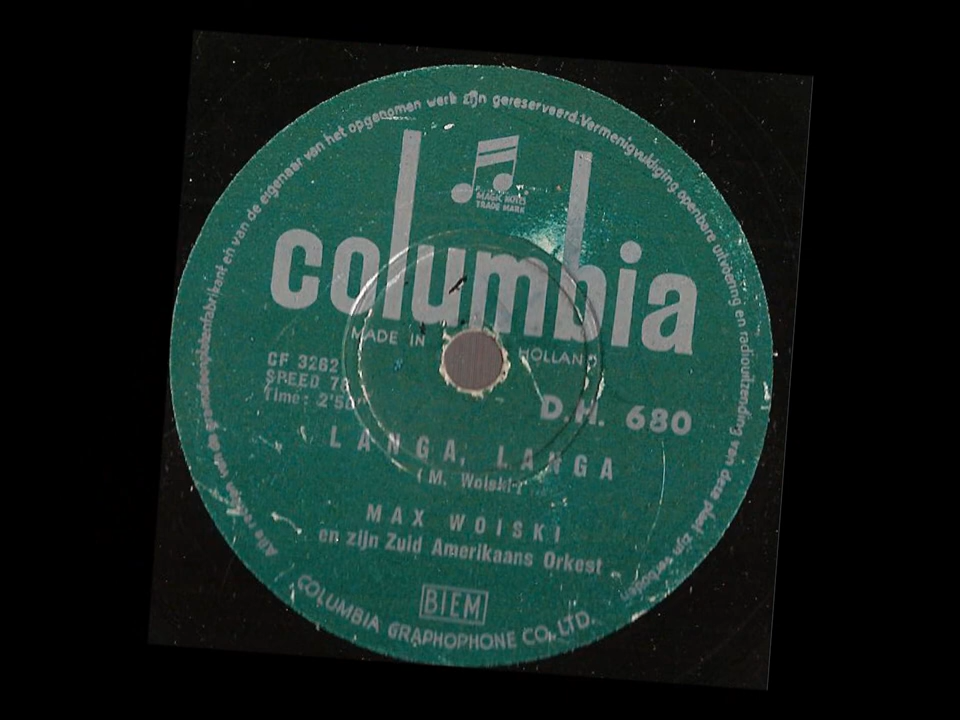 Alle rechten van de grammofoonplatenfabrikant en van de eigenaar van het opgenomen werk zijn gereserveerd. Vermenigvuldiging, openbare uitvoering en radiouitzending van deze plaat zijn verboden
MAGIC NOTES
TRADE MARK
columbia
MADE IN HOLLAND
CF 3262
SPEED 78
Time: 2'50
D.H. 680
LANGA, LANGA
(M. Woiski)
MAX WOISKI
en zijn Zuid Amerikaans Orkest
BIEM
COLUMBIA GRAPHOPHONE CO, LTD.